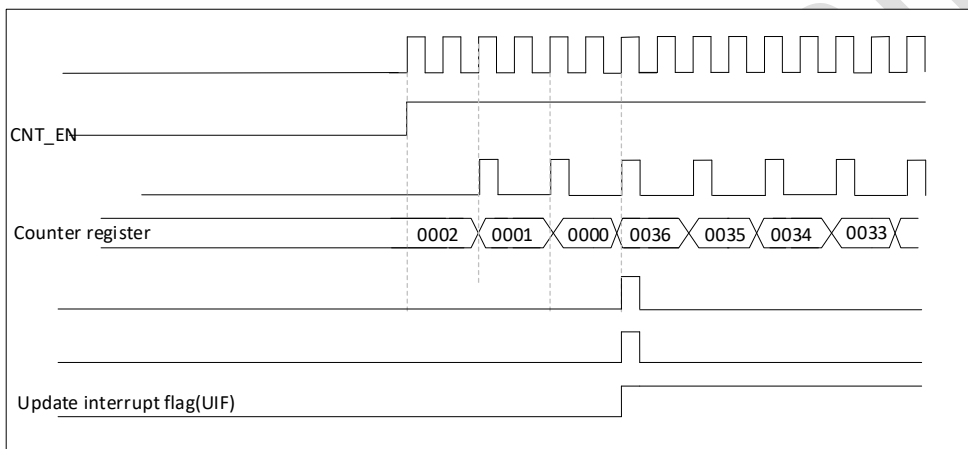 CNT_EN
Counter register
0002 0001 0000 0036 0035 0034 0033
Update interrupt flag(UIF)